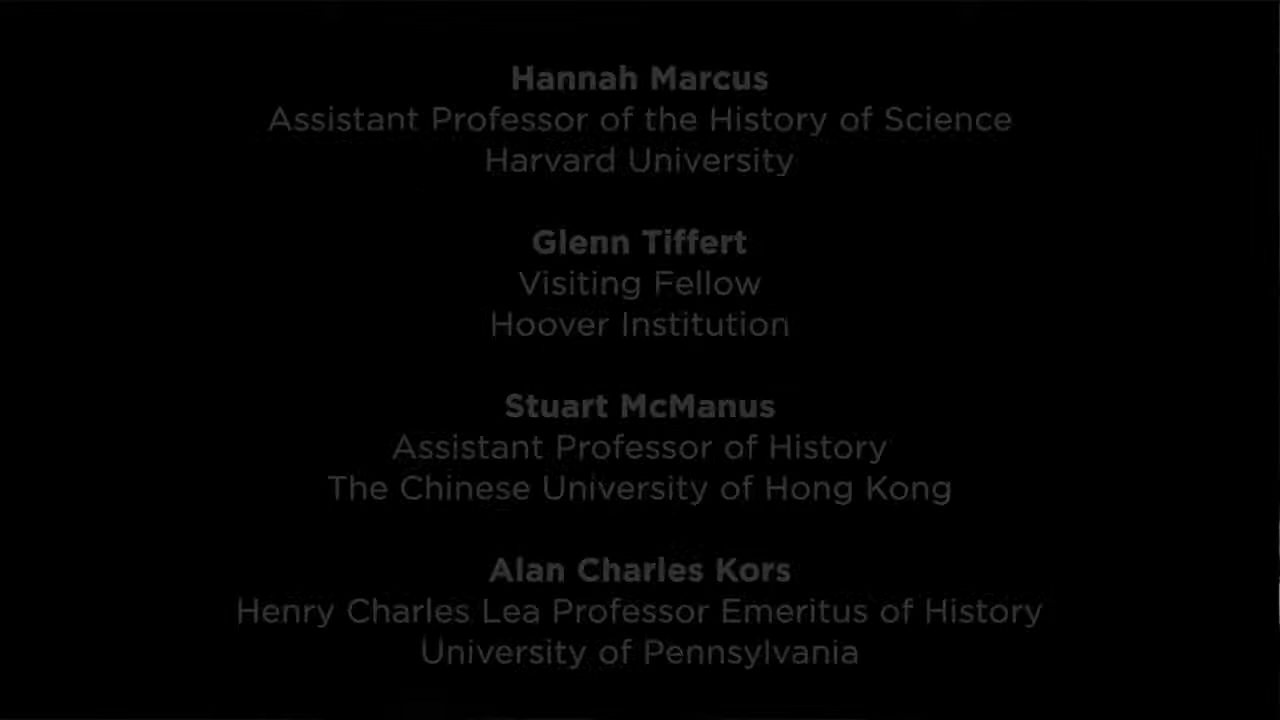 Hannah Marcus
Assistant Professor of the History of Science
Harvard University
Glenn Tiffert
Visiting Fellow
Hoover Institution
Stuart McManus
Assistant Professor of History
The Chinese University of Hong Kong
Alan Charles Kors
Henry Charles Lea Professor Emeritus of History
University of Pennsylvania